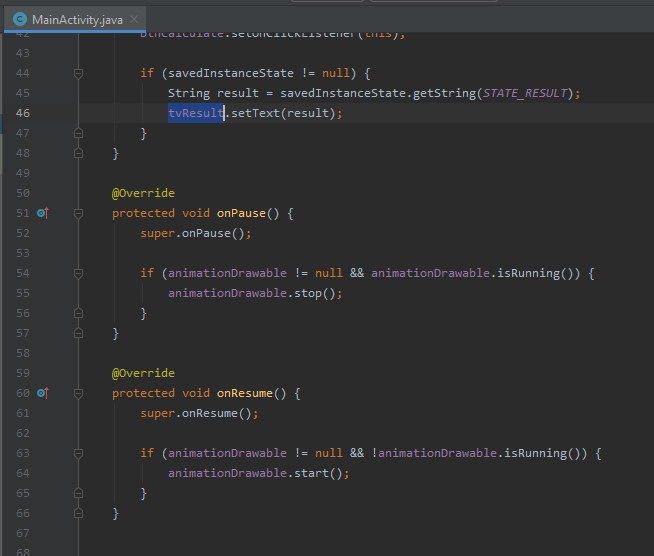 MainActivity.java
42 btnCalculate.setOnClickListener(this);
43
44 if (savedInstanceState != null) {
45 String result = savedInstanceState.getString(STATE_RESULT);
46 tvResult.setText(result);
47 }
48 }
49
50 @Override
51 protected void onPause() {
52 super.onPause();
53
54 if (animationDrawable != null && animationDrawable.isRunning()) {
55 animationDrawable.stop();
56 }
57 }
58
59 @Override
60 protected void onResume() {
61 super.onResume();
62
63 if (animationDrawable != null && !animationDrawable.isRunning()) {
64 animationDrawable.start();
65 }
66 }
67
68